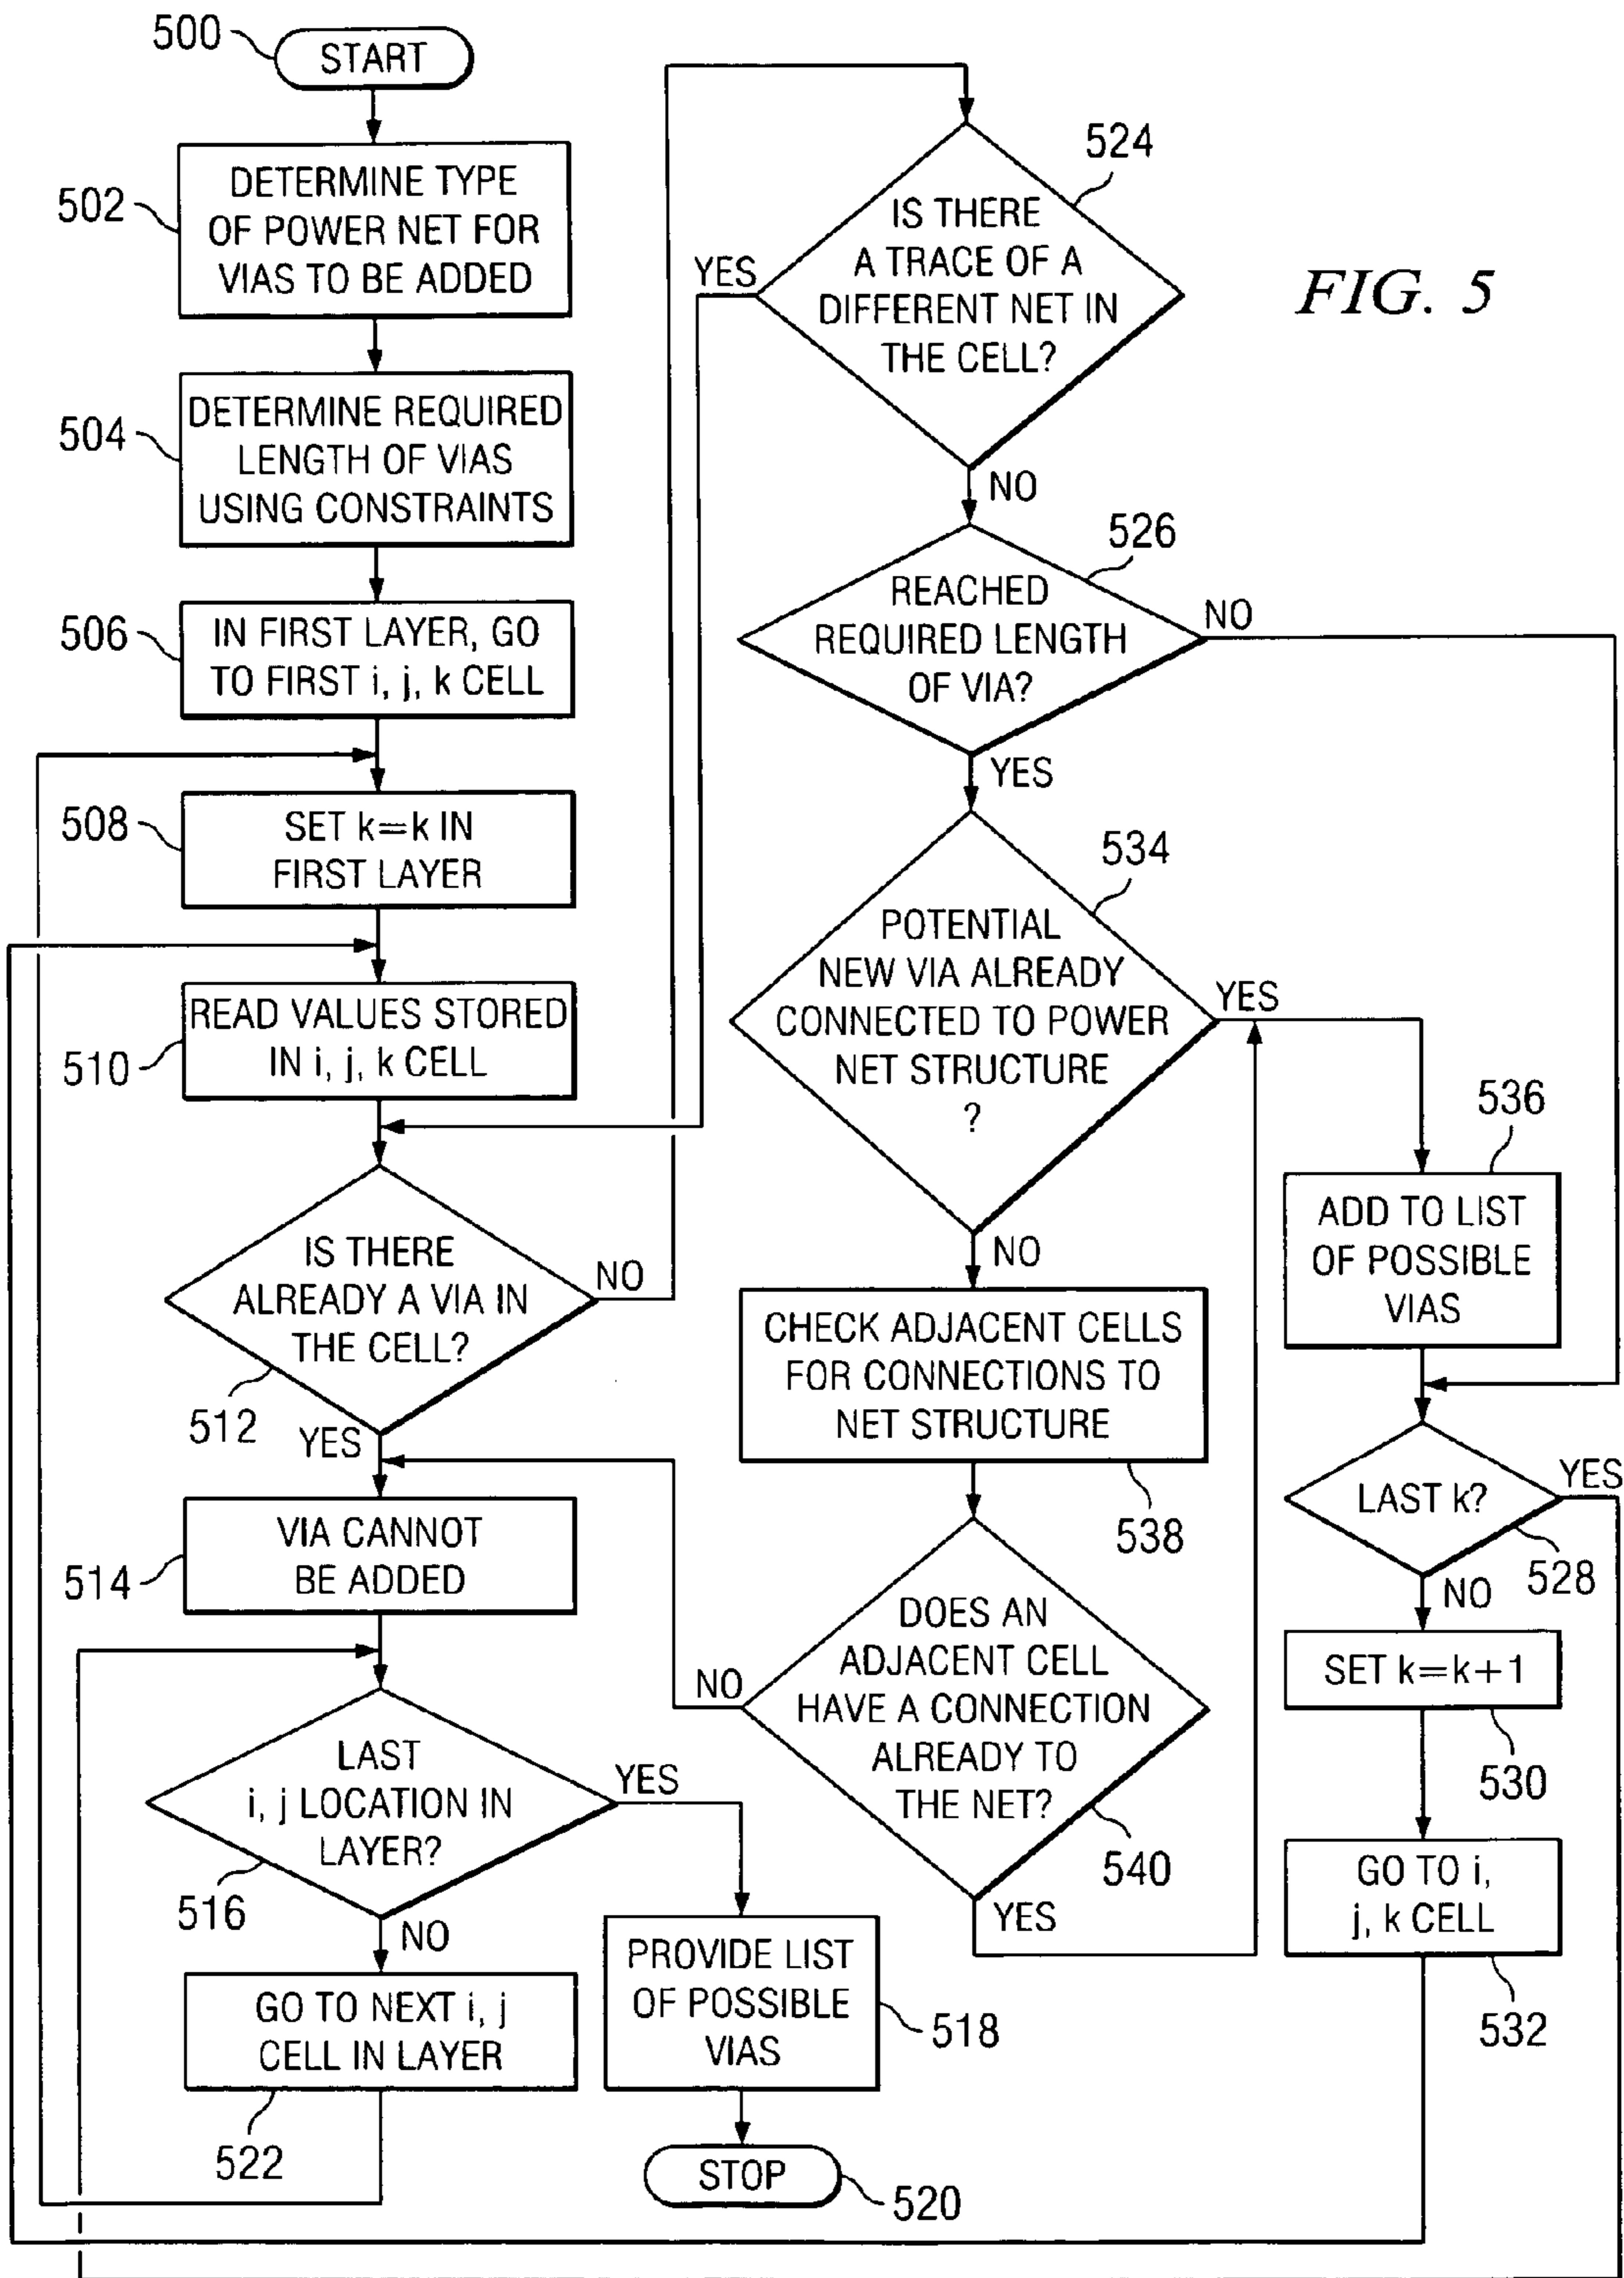 500
START
502
DETERMINE TYPE
OF POWER NET FOR
VIAS TO BE ADDED
504
DETERMINE REQUIRED
LENGTH OF VIAS
USING CONSTRAINTS
506
IN FIRST LAYER, GO
TO FIRST i, j, k CELL
508
SET k=k IN
FIRST LAYER
510
READ VALUES STORED
IN i, j, k CELL
IS THERE
ALREADY A VIA IN
THE CELL?
NO
512
YES
514
VIA CANNOT
BE ADDED
LAST
i, j LOCATION IN
LAYER?
YES
516
NO
GO TO NEXT i, j
CELL IN LAYER
522
PROVIDE LIST
OF POSSIBLE
VIAS
518
STOP
520
524
IS THERE
A TRACE OF A
DIFFERENT NET IN
THE CELL?
YES
NO
FIG. 5
526
REACHED
REQUIRED LENGTH
OF VIA?
NO
YES
534
POTENTIAL
NEW VIA ALREADY
CONNECTED TO POWER
NET STRUCTURE
?
YES
NO
CHECK ADJACENT CELLS
FOR CONNECTIONS TO
NET STRUCTURE
538
DOES AN
ADJACENT CELL
HAVE A CONNECTION
ALREADY TO
THE NET?
NO
540
YES
536
ADD TO LIST
OF POSSIBLE
VIAS
LAST k?
YES
528
NO
SET k=k+1
530
GO TO i,
j, k CELL
532